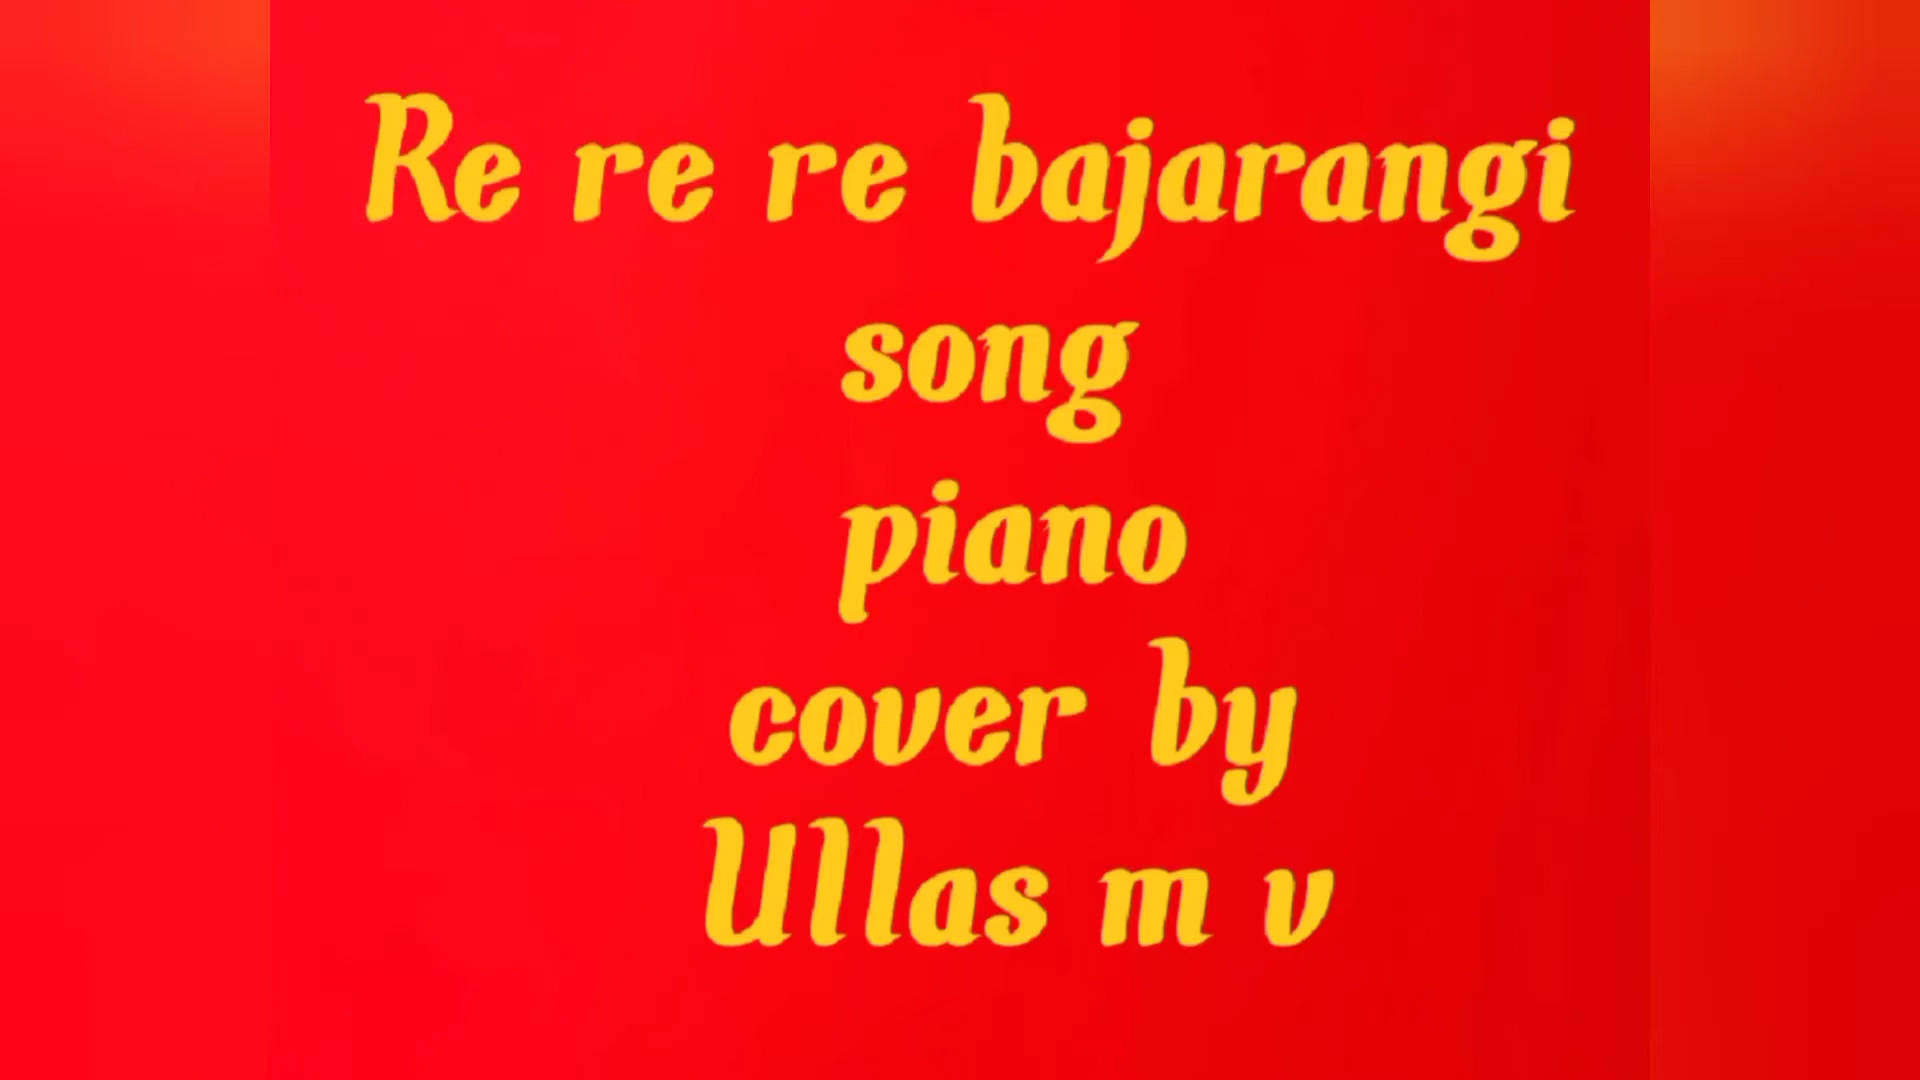 Re re re bajarangi
song
piano
cover by
Ullas m v